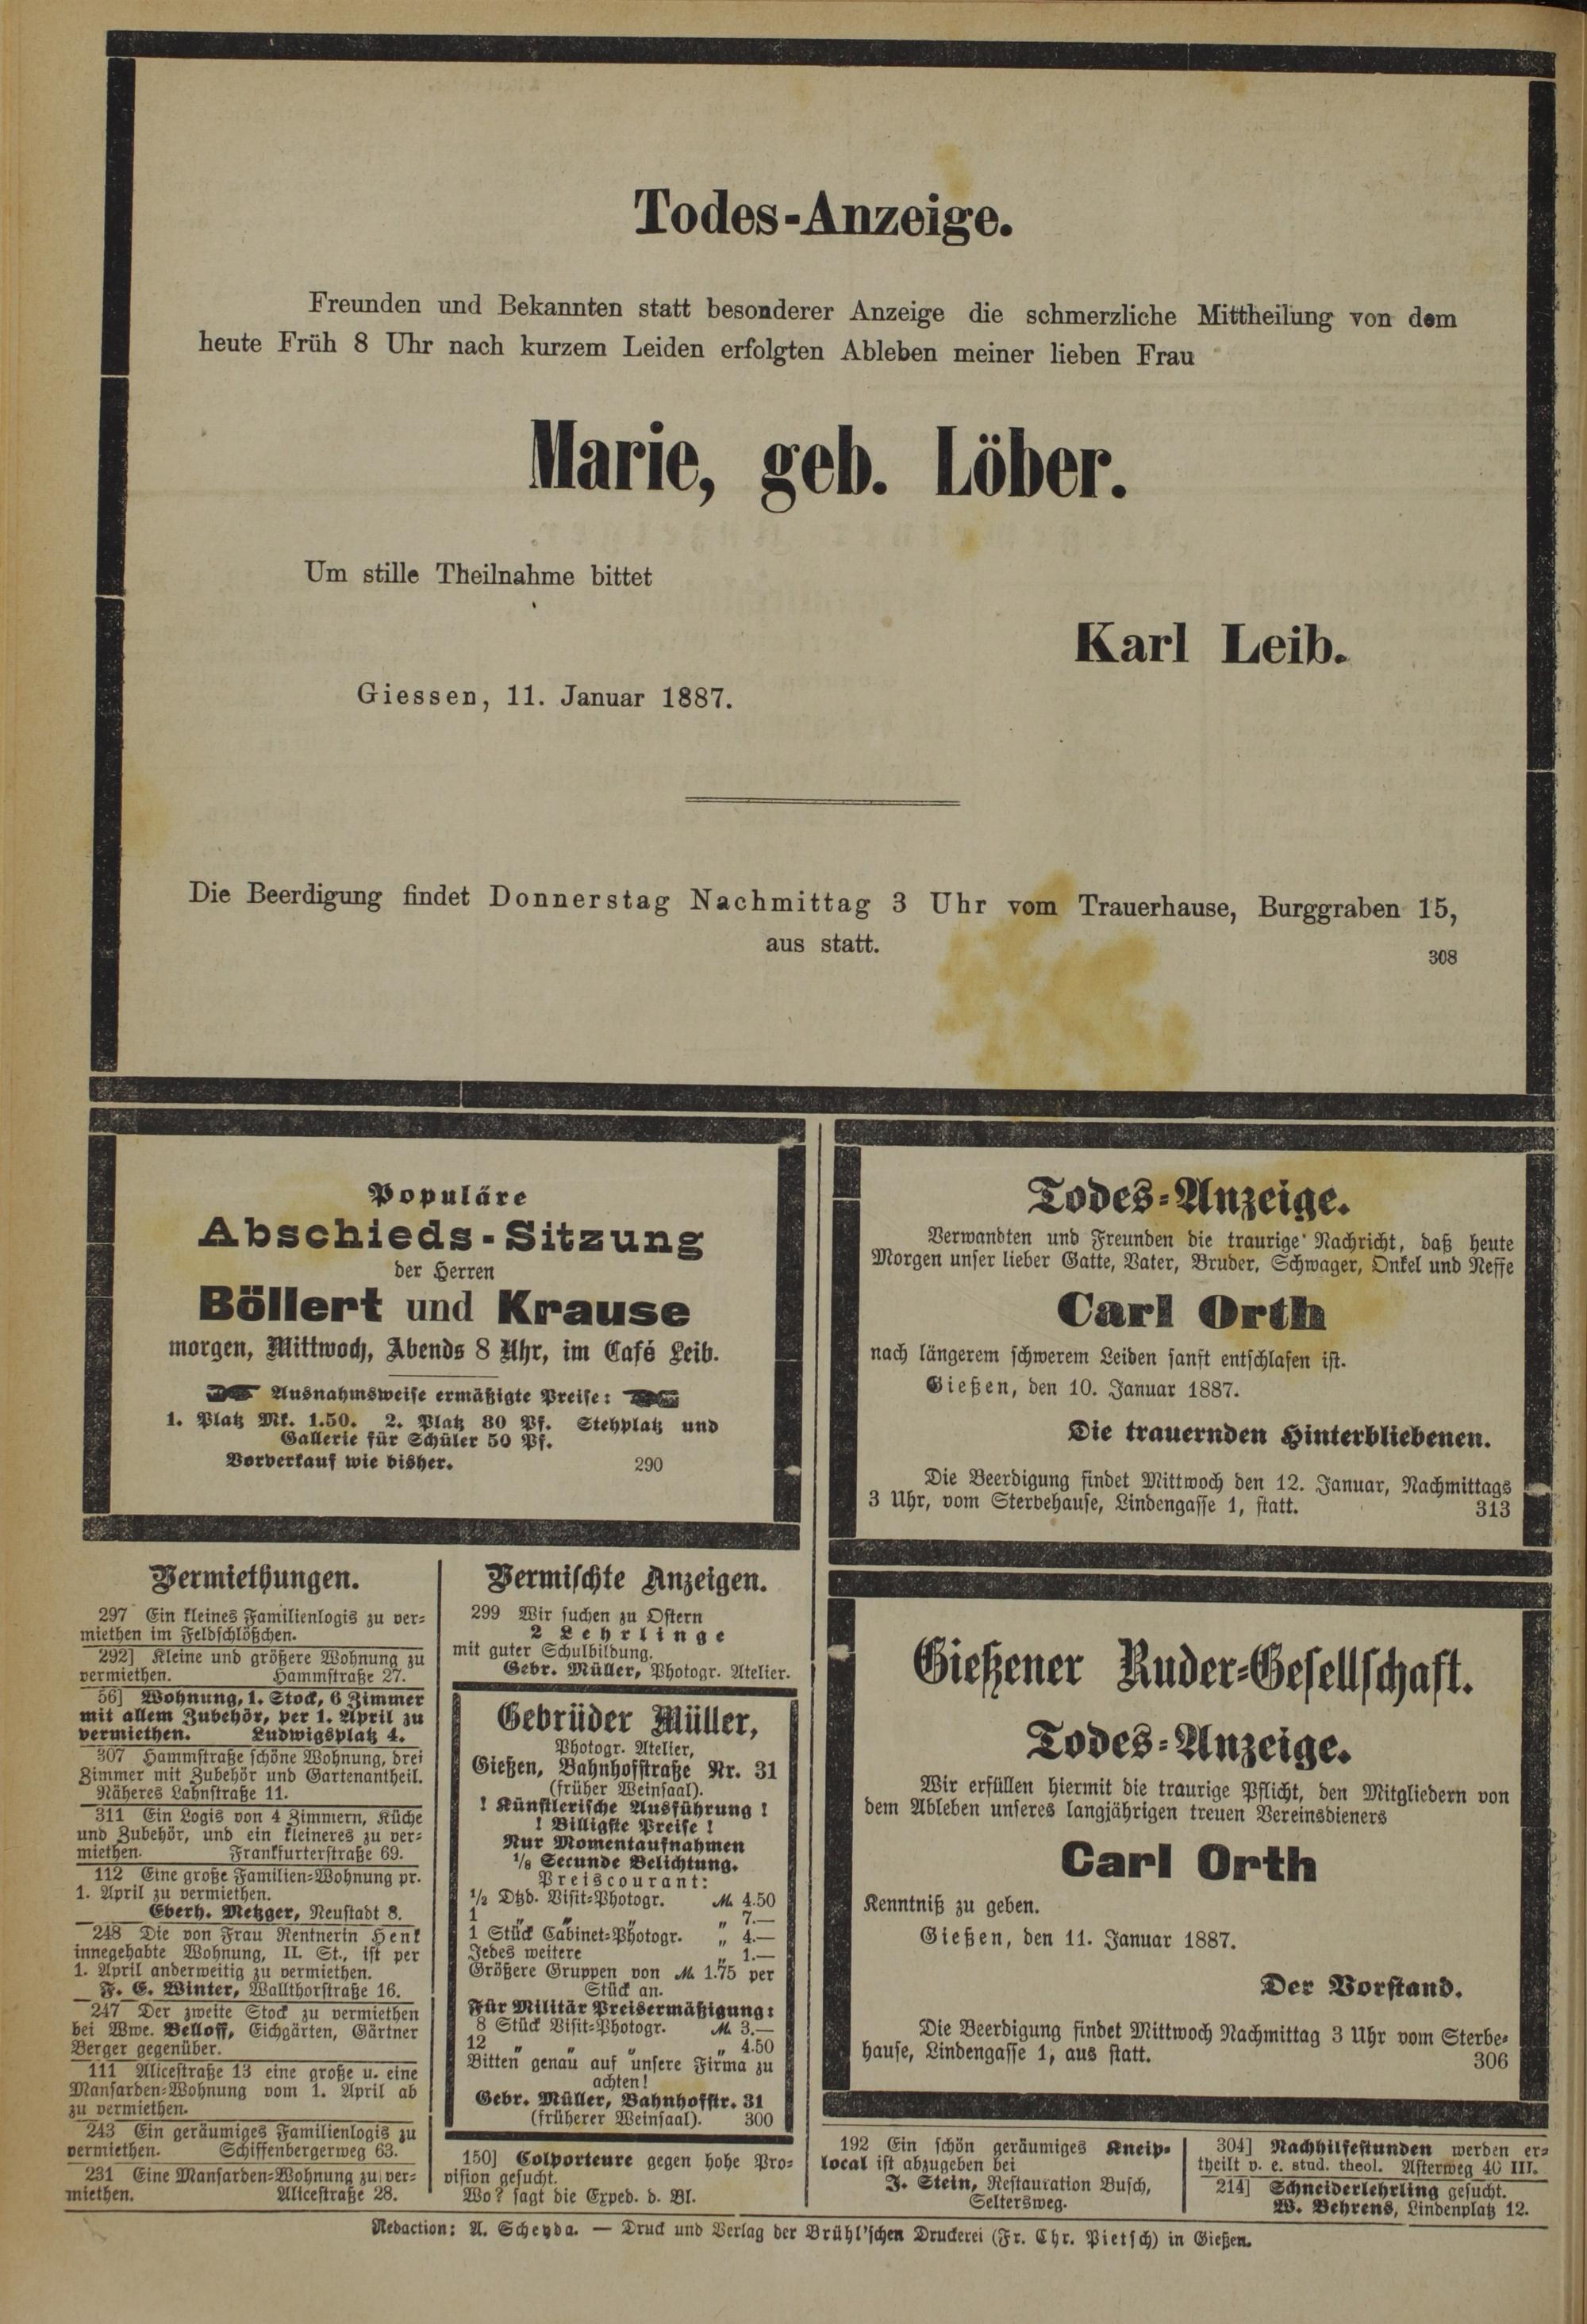 Todes-Anzeige.
Freunden und Bekannten statt besonderer Anzeige die schmerzliche Mittheilung von dem
heute Früh 8 Uhr nach kurzem Leiden erfolgten Ableben meiner lieben Frau
Marie, geb. Löber.
Um stille Theilnahme bittet
Karl Leib.
Giessen, 11. Januar 1887.
Die Beerdigung findet Donnerstag Nachmittag 3 Uhr vom Trauerhause, Burggraben 15,
aus statt.
308
Populäre
Abschieds-Sitzung
der Herren
Böllert und Krause
morgen, Mittwoch, Abends 8 Uhr, im Café Leib.
Ausnahmsweise ermäßigte Preise:
1. Platz Mk. 1.50. 2. Platz 80 Pf. Stehplatz und
Gallerie für Schüler 50 Pf.
Vorverkauf wie bisher. 290
Todes-Anzeige.
Verwandten und Freunden die traurige Nachricht, daß heute
Morgen unser lieber Gatte, Vater, Bruder, Schwager, Onkel und Neffe
Carl Orth
nach längerem schwerem Leiden sanft entschlafen ist.
Gießen, den 10. Januar 1887.
Die trauernden Hinterbliebenen.
Die Beerdigung findet Mittwoch den 12. Januar, Nachmittags
3 Uhr, vom Sterbehause, Lindengasse 1, statt. 313
Vermiethungen.
297 Ein kleines Familienlogis zu ver-
miethen im Feldschlößchen.
292] Kleine und größere Wohnung zu
vermiethen. Hammstraße 27.
56] Wohnung, 1. Stock, 6 Zimmer
mit allem Zubehör, per 1. April zu
vermiethen. Ludwigsplatz 4.
307 Hammstraße schöne Wohnung, drei
Zimmer mit Zubehör und Gartenantheil.
Näheres Lahnstraße 11.
311 Ein Logis von 4 Zimmern, Küche
und Zubehör, und ein kleineres zu ver-
miethen. Frankfurterstraße 69.
112 Eine große Familien-Wohnung pr.
1. April zu vermiethen.
Eberh. Metzger, Neustadt 8.
248 Die von Frau Rentnerin Henk
innegehabte Wohnung, II. St., ist per
1. April anderweitig zu vermiethen.
F. E. Winter, Wallthorstraße 16.
247 Der zweite Stock zu vermiethen
bei Wwe. Belloff, Eichgärten, Gärtner
Berger gegenüber.
111 Alicestraße 13 eine große u. eine
Mansarden-Wohnung vom 1. April ab
zu vermiethen.
243 Ein geräumiges Familienlogis zu
vermiethen. Schiffenbergerweg 63.
231 Eine Mansarden-Wohnung zu ver-
miethen. Alicestraße 28.
Vermischte Anzeigen.
299 Wir suchen zu Ostern
2 Lehrlinge
mit guter Schulbildung.
Gebr. Müller, Photogr. Atelier.
Gebrüder Müller,
Photogr. Atelier,
Gießen, Bahnhofstraße Nr. 31
(früher Weinsaal).
! Künstlerische Ausführung !
! Billigste Preise !
Nur Momentaufnahmen
1/8 Secunde Belichtung.
Preiscourant:
1/2 Dtzd. Visit-Photogr. M. 4.50
1 „ „ „ „ 7.—
1 Stück Cabinet-Photogr. „ 4.—
Jedes weitere „ 1.—
Größere Gruppen von M. 1.75 per
Stück an.
Für Militär Preisermäßigung:
8 Stück Visit-Photogr. M. 3.—
12 „ „ „ „ 4.50
Bitten genau auf unsere Firma zu
achten!
Gebr. Müller, Bahnhofstr. 31
(früherer Weinsaal). 300
150] Colporteure gegen hohe Pro-
vision gesucht.
Wo? sagt die Exped. d. Bl.
Gießener Ruder-Gesellschaft.
Todes-Anzeige.
Wir erfüllen hiermit die traurige Pflicht, den Mitgliedern von
dem Ableben unseres langjährigen treuen Vereinsdieners
Carl Orth
Kenntniß zu geben.
Gießen, den 11. Januar 1887.
Der Vorstand.
Die Beerdigung findet Mittwoch Nachmittag 3 Uhr vom Sterbe-
hause, Lindengasse 1, aus statt. 306
192 Ein schön geräumiges Kneip-
local ist abzugeben bei
J. Stein, Restauration Busch,
Seltersweg.
304] Nachhilfestunden werden er-
theilt v. e. stud. theol. Asterweg 40 III.
214] Schneiderlehrling gesucht.
W. Behrens, Lindenplatz 12.
Redaction: A. Scheyda. — Druck und Verlag der Brühl'schen Druckerei (Fr. Chr. Pietsch) in Gießen.